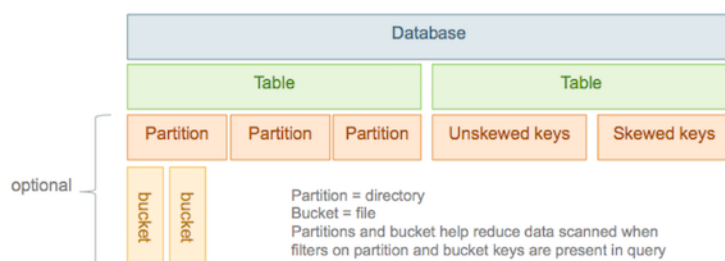 Database
Table
Table
Partition
Partition
Partition
Unskewed keys
Skewed keys
optional
bucket
bucket
Partition = directory
Bucket = file
Partitions and bucket help reduce data scanned when
filters on partition and bucket keys are present in query